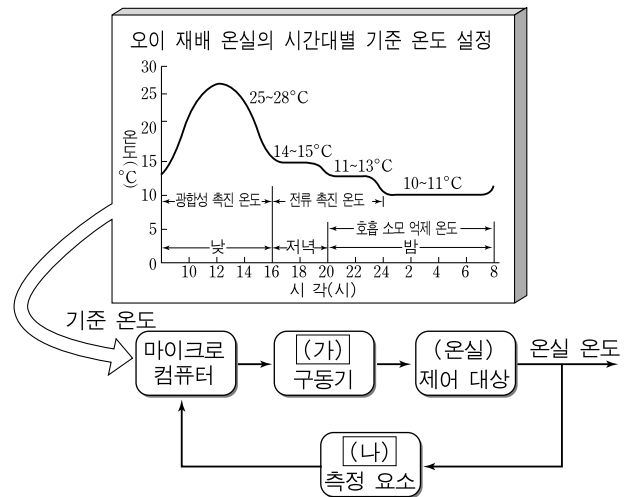 오이 재배 온실의 시간대별 기준 온도 설정
30
25
20
15
10
5
0
온도(°C)
25~28°C
14~15°C
11~13°C
10~11°C
광합성 촉진 온도
전류 촉진 온도
호흡 소모 억제 온도
낮
저녁
밤
10 12 14 16 18 20 22 24 2 4 6 8
시 각(시)
기준 온도
마이크로
컴퓨터
(가)
구동기
(온실)
제어 대상
온실 온도
(나)
측정 요소